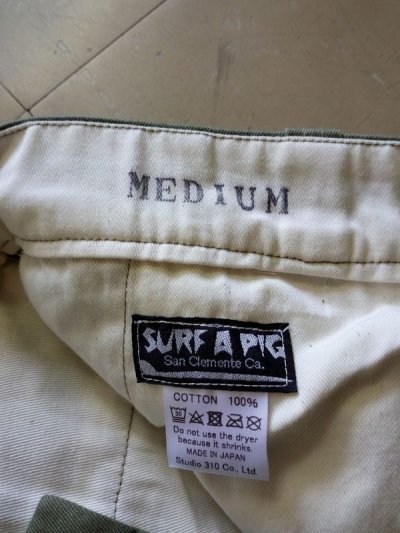 MEDIUM
SURF A PIG
San Clemente Ca.
COTTON 100%
30
Do not use the dryer
because it shrinks.
MADE IN JAPAN
Studio 310 Co., Ltd.